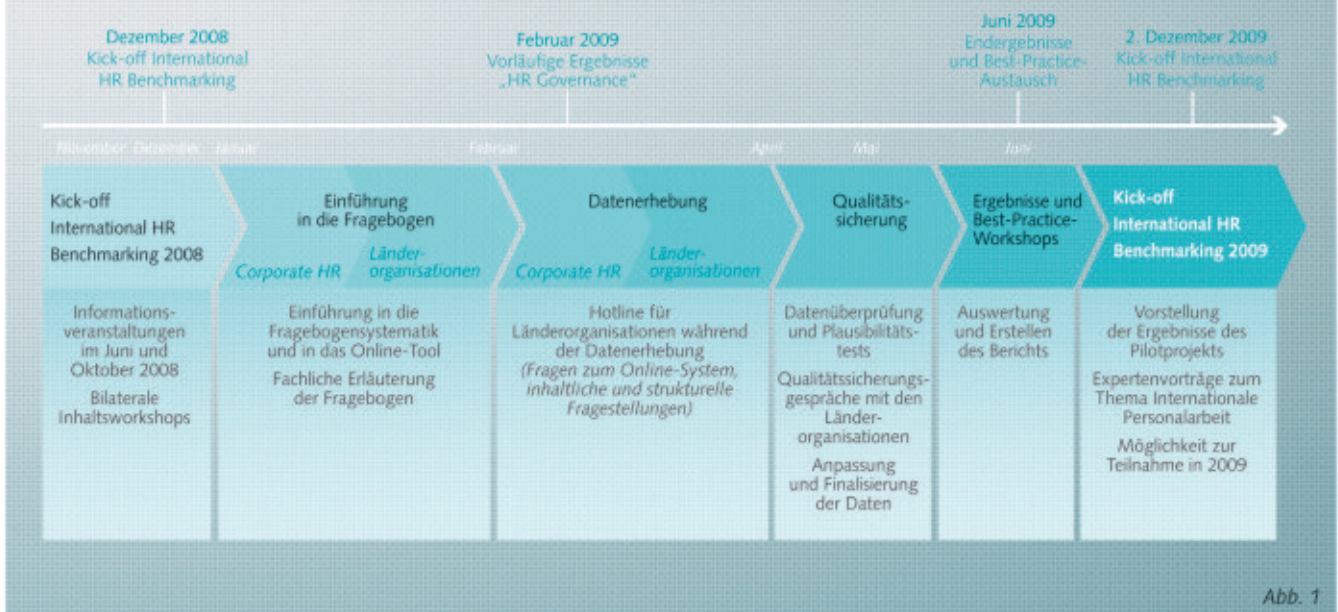 Dezember 2008
Kick-off International
HR Benchmarking
Februar 2009
Vorläufige Ergebnisse
„HR Governance“
Juni 2009
Endergebnisse
und Best-Practice-
Austausch
2. Dezember 2009
Kick-off International
HR Benchmarking
November Dezember Januar Februar April Mai Juni
Kick-off
International HR
Benchmarking 2008
Einführung
in die Fragebogen
Corporate HR
Länder-
organisationen
Datenerhebung
Corporate HR
Länder-
organisationen
Qualitäts-
sicherung
Ergebnisse und
Best-Practice-
Workshops
Kick-off
International HR
Benchmarking 2009
Informations-
veranstaltungen
im Juni und
Oktober 2008
Bilaterale
Inhaltsworkshops
Einführung in die
Fragebogensystematik
und in das Online-Tool
Fachliche Erläuterung
der Fragebogen
Hotline für
Länderorganisationen während
der Datenerhebung
(Fragen zum Online-System,
inhaltliche und strukturelle
Fragestellungen)
Datenüberprüfung
und Plausibilitäts-
tests
Qualitätssicherungs-
gespräche mit den
Länder-
organisationen
Anpassung
und Finalisierung
der Daten
Auswertung
und Erstellen
des Berichts
Vorstellung
der Ergebnisse des
Pilotprojekts
Expertenvorträge zum
Thema Internationale
Personalarbeit
Möglichkeit zur
Teilnahme in 2009
Abb. 1